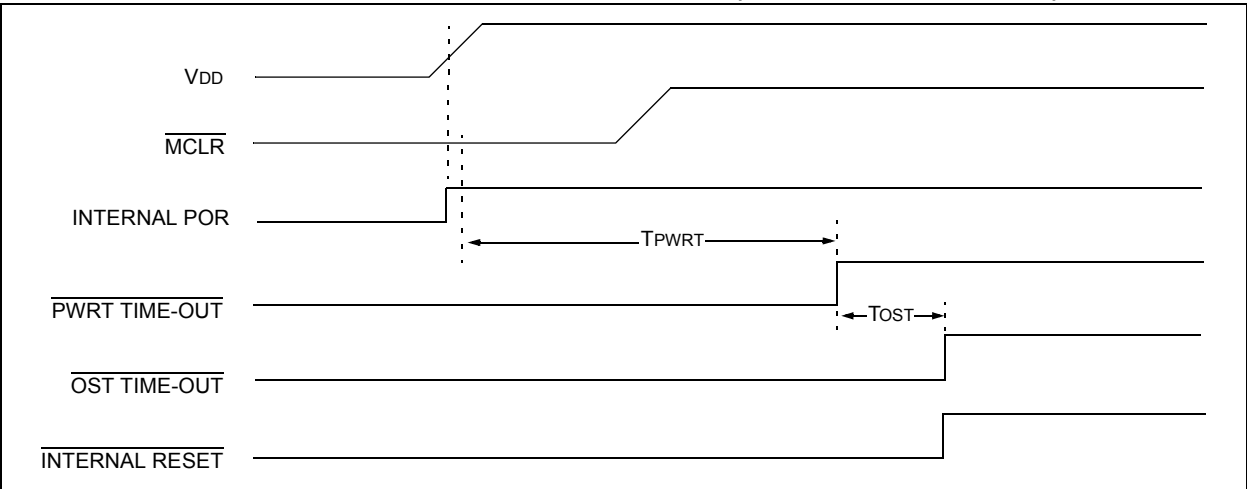 VDD
MCLR
INTERNAL POR
TPWRT
PWRT TIME-OUT
TOST
OST TIME-OUT
INTERNAL RESET